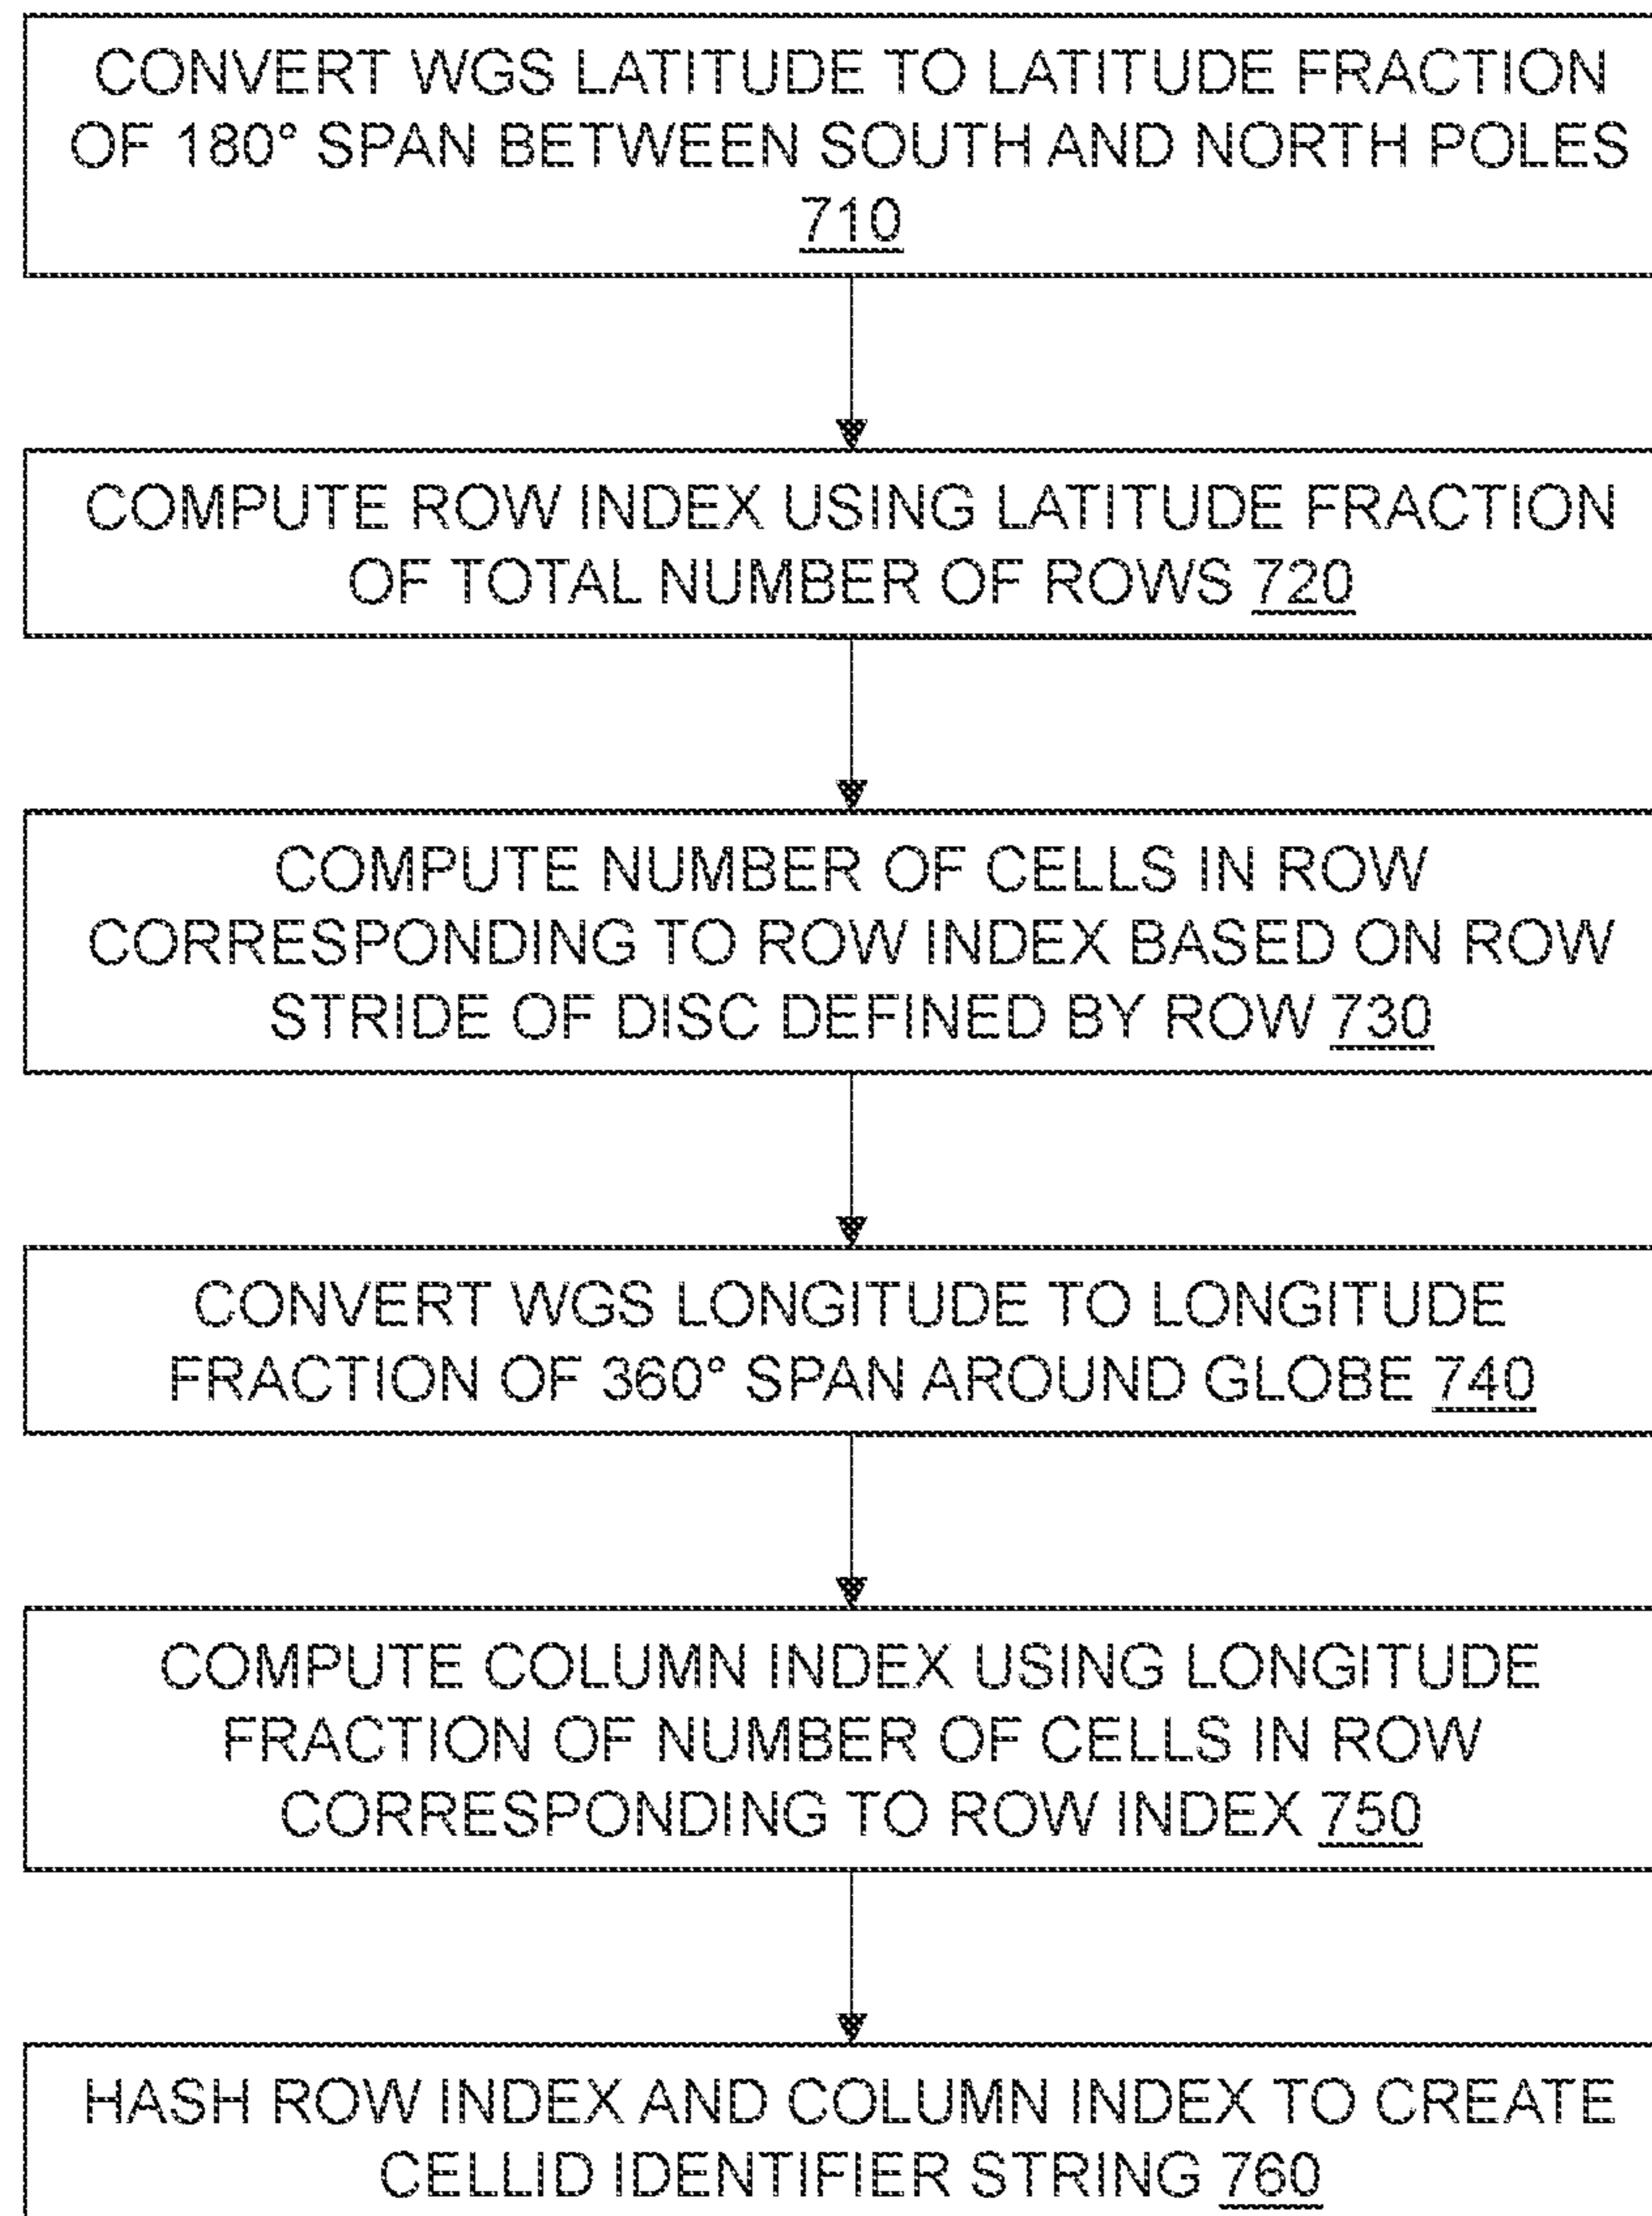 CONVERT WGS LATITUDE TO LATITUDE FRACTION
OF 180° SPAN BETWEEN SOUTH AND NORTH POLES
710
COMPUTE ROW INDEX USING LATITUDE FRACTION
OF TOTAL NUMBER OF ROWS 720
COMPUTE NUMBER OF CELLS IN ROW
CORRESPONDING TO ROW INDEX BASED ON ROW
STRIDE OF DISC DEFINED BY ROW 730
CONVERT WGS LONGITUDE TO LONGITUDE
FRACTION OF 360° SPAN AROUND GLOBE 740
COMPUTE COLUMN INDEX USING LONGITUDE
FRACTION OF NUMBER OF CELLS IN ROW
CORRESPONDING TO ROW INDEX 750
HASH ROW INDEX AND COLUMN INDEX TO CREATE
CELLID IDENTIFIER STRING 760